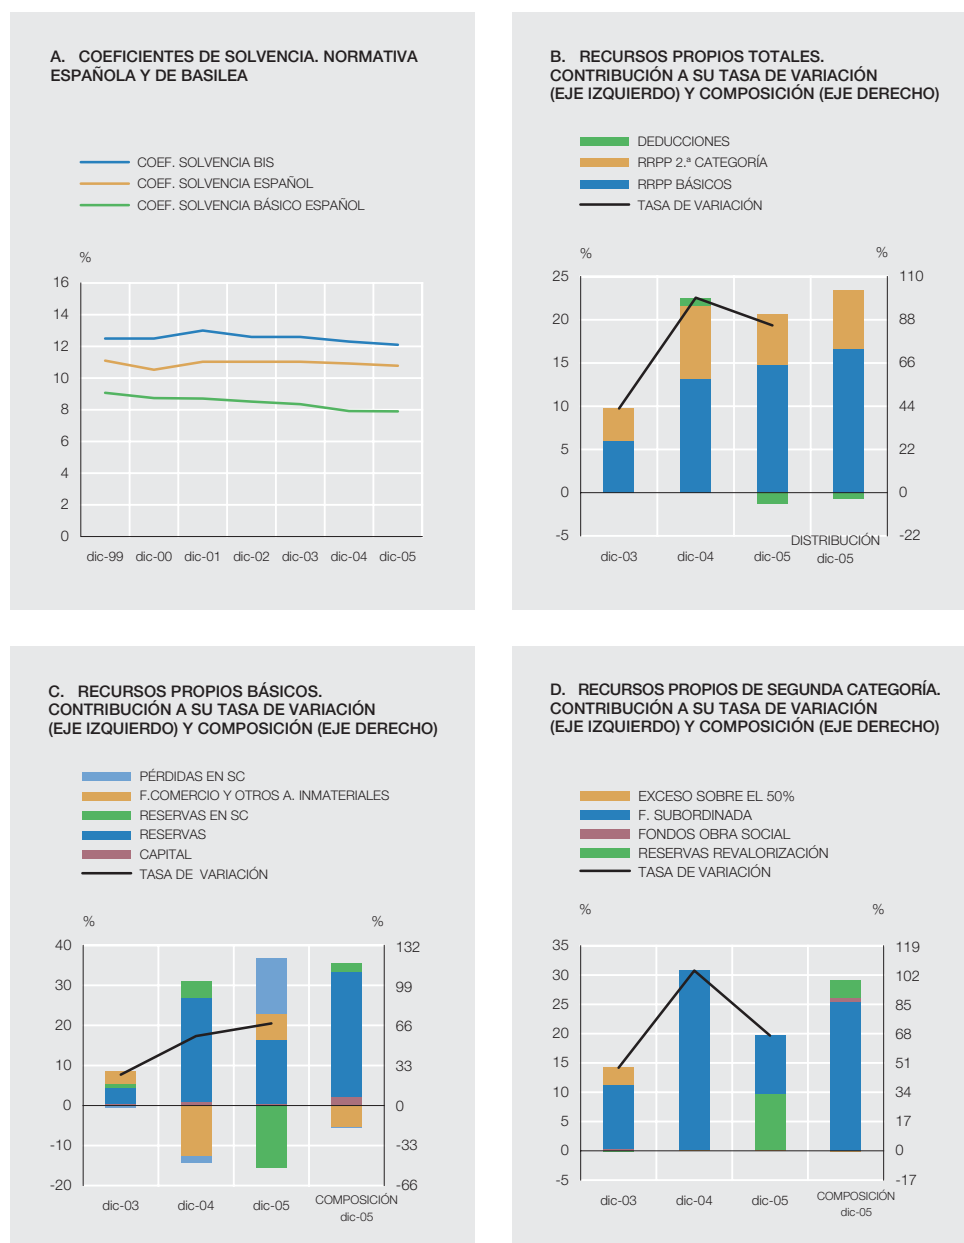 A. COEFICIENTES DE SOLVENCIA. NORMATIVA
ESPAÑOLA Y DE BASILEA
COEF. SOLVENCIA BIS
COEF. SOLVENCIA ESPAÑOL
COEF. SOLVENCIA BÁSICO ESPAÑOL
%
16
14
12
10
8
6
4
2
0
dic-99 dic-00 dic-01 dic-02 dic-03 dic-04 dic-05
B. RECURSOS PROPIOS TOTALES.
CONTRIBUCIÓN A SU TASA DE VARIACIÓN
(EJE IZQUIERDO) Y COMPOSICIÓN (EJE DERECHO)
DEDUCCIONES
RRPP 2.ª CATEGORÍA
RRPP BÁSICOS
TASA DE VARIACIÓN
% %
25 110
20 88
15 66
10 44
5 22
0 0
-5 -22
dic-03 dic-04 dic-05 DISTRIBUCIÓN
dic-05
C. RECURSOS PROPIOS BÁSICOS.
CONTRIBUCIÓN A SU TASA DE VARIACIÓN
(EJE IZQUIERDO) Y COMPOSICIÓN (EJE DERECHO)
PÉRDIDAS EN SC
F.COMERCIO Y OTROS A. INMATERIALES
RESERVAS EN SC
RESERVAS
CAPITAL
TASA DE VARIACIÓN
% %
40 132
30 99
20 66
10 33
0 0
-10 -33
-20 -66
dic-03 dic-04 dic-05 COMPOSICIÓN
dic-05
D. RECURSOS PROPIOS DE SEGUNDA CATEGORÍA.
CONTRIBUCIÓN A SU TASA DE VARIACIÓN
(EJE IZQUIERDO) Y COMPOSICIÓN (EJE DERECHO)
EXCESO SOBRE EL 50%
F. SUBORDINADA
FONDOS OBRA SOCIAL
RESERVAS REVALORIZACIÓN
TASA DE VARIACIÓN
% %
35 119
30 102
25 85
20 68
15 51
10 34
5 17
0 0
-5 -17
dic-03 dic-04 dic-05 COMPOSICIÓN
dic-05